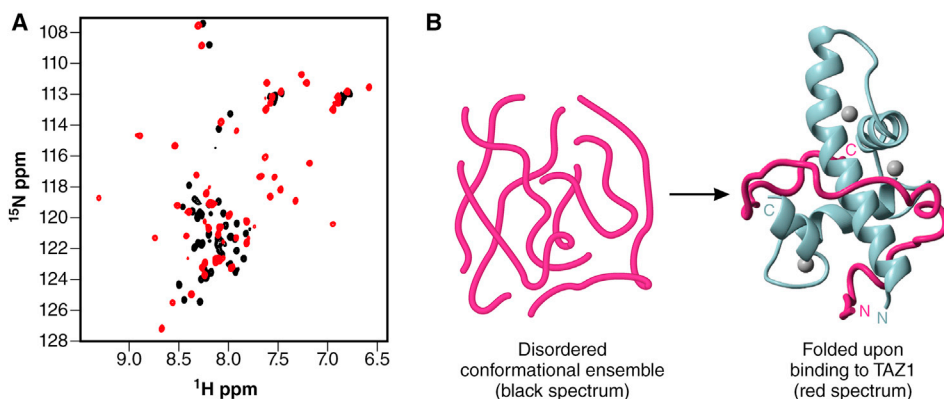 A
108
110
112
114
116
118
120
122
124
126
128
¹⁵N ppm
9.0
8.5
8.0
7.5
7.0
6.5
¹H ppm
B
C
C
N
N
Disordered
conformational ensemble
(black spectrum)
Folded upon
binding to TAZ1
(red spectrum)